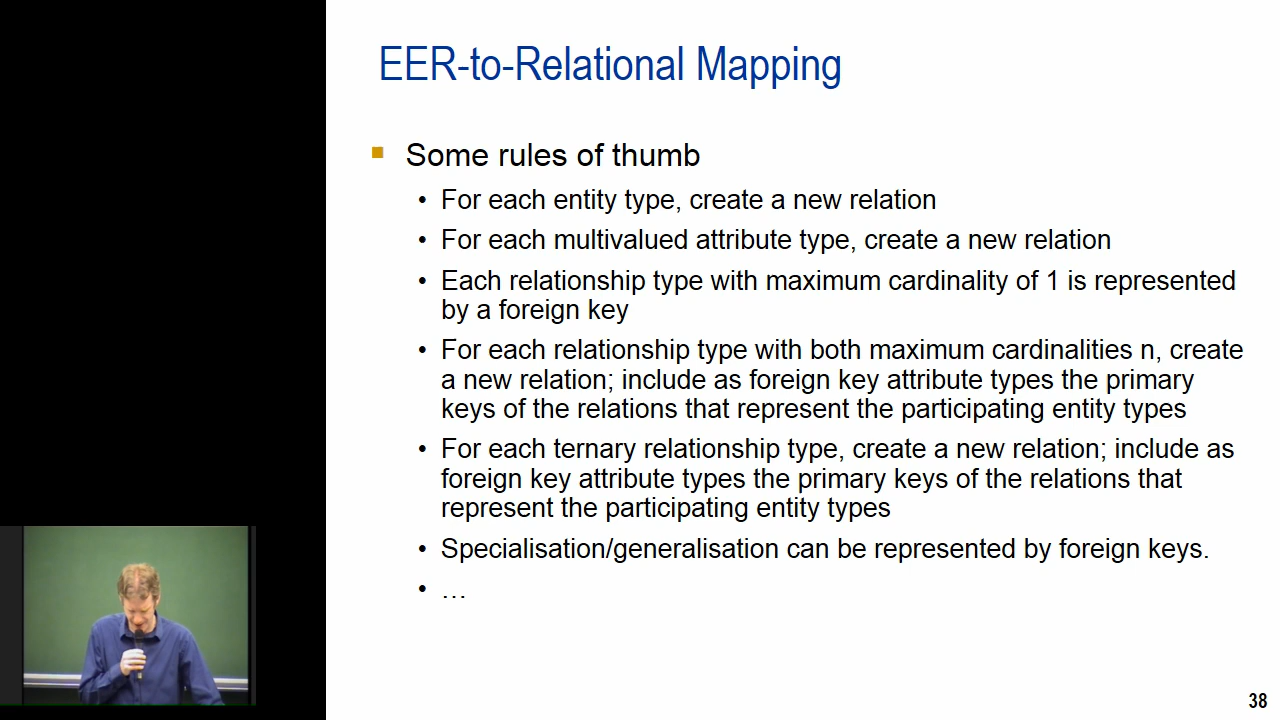 EER-to-Relational Mapping
Some rules of thumb
• For each entity type, create a new relation
• For each multivalued attribute type, create a new relation
• Each relationship type with maximum cardinality of 1 is represented
by a foreign key
• For each relationship type with both maximum cardinalities n, create
a new relation; include as foreign key attribute types the primary
keys of the relations that represent the participating entity types
• For each ternary relationship type, create a new relation; include as
foreign key attribute types the primary keys of the relations that
represent the participating entity types
• Specialisation/generalisation can be represented by foreign keys.
• …
38